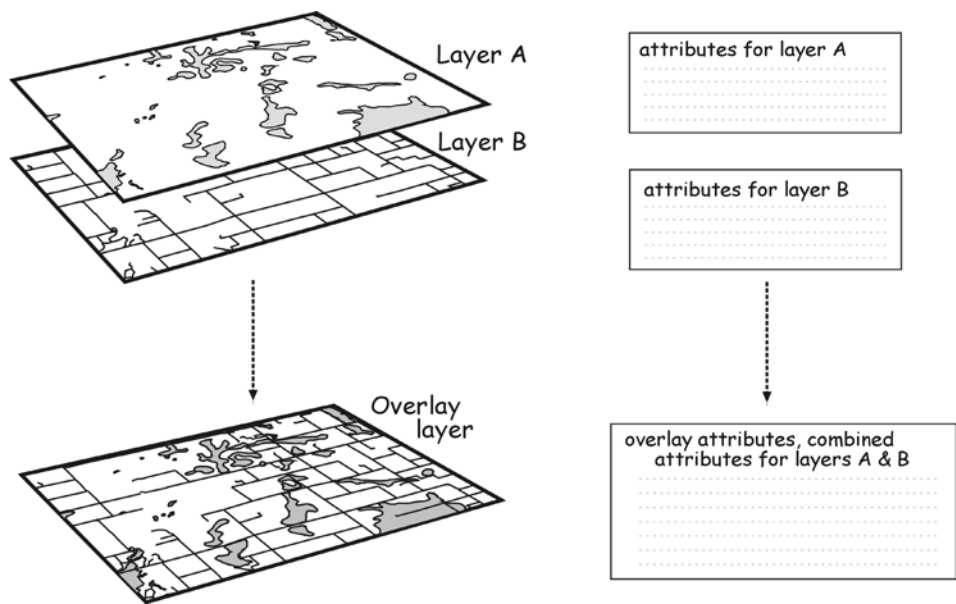 Layer A
Layer B
attributes for layer A
attributes for layer B
Overlay
layer
overlay attributes, combined
attributes for layers A & B